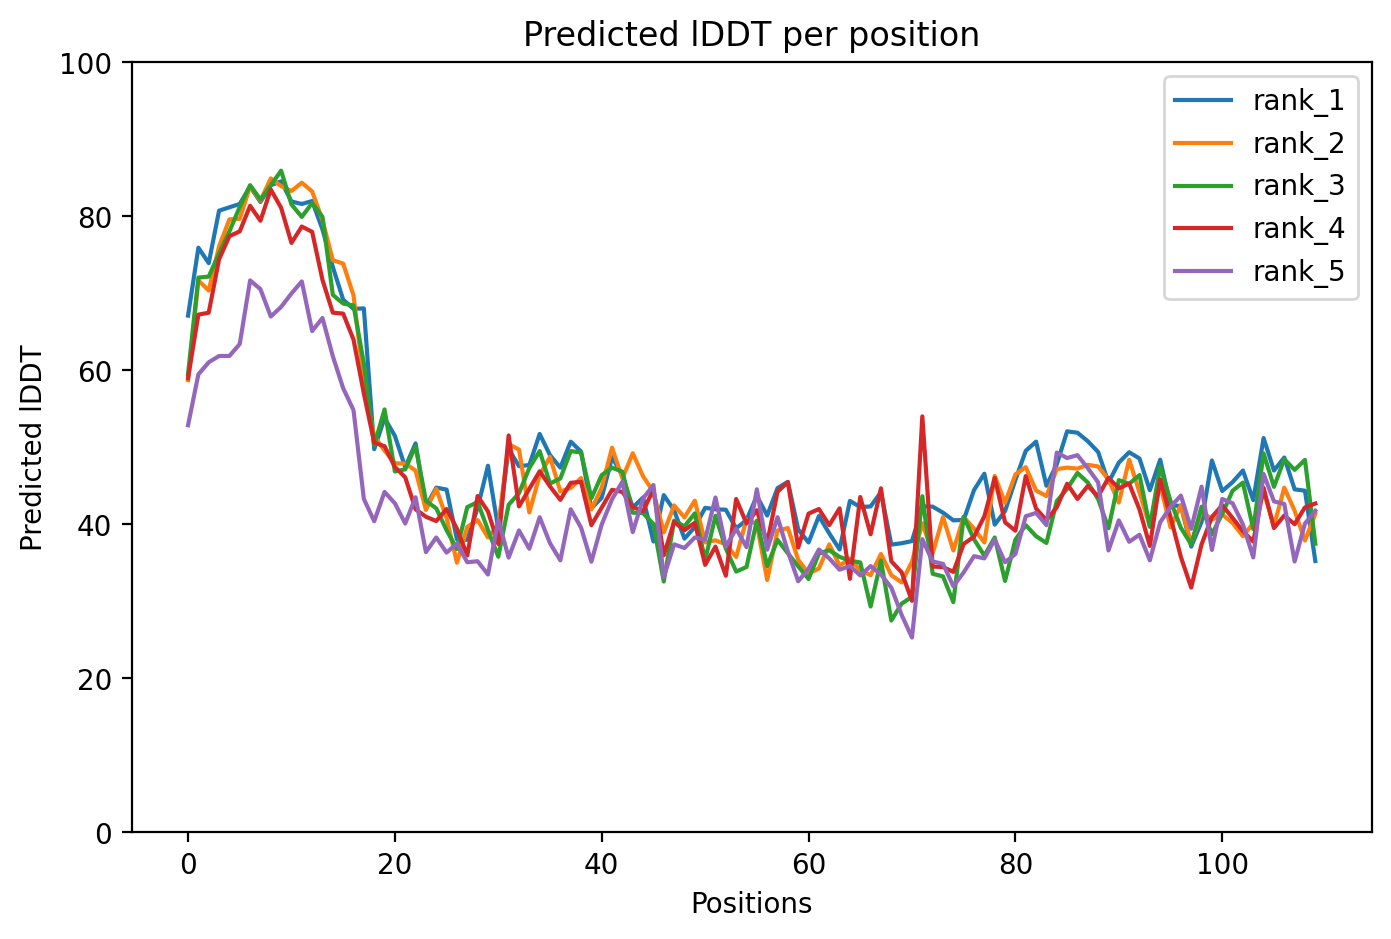 Predicted lDDT per position
100
80
60
40
20
0
Predicted lDDT
0 20 40 60 80 100
Positions
rank_1
rank_2
rank_3
rank_4
rank_5